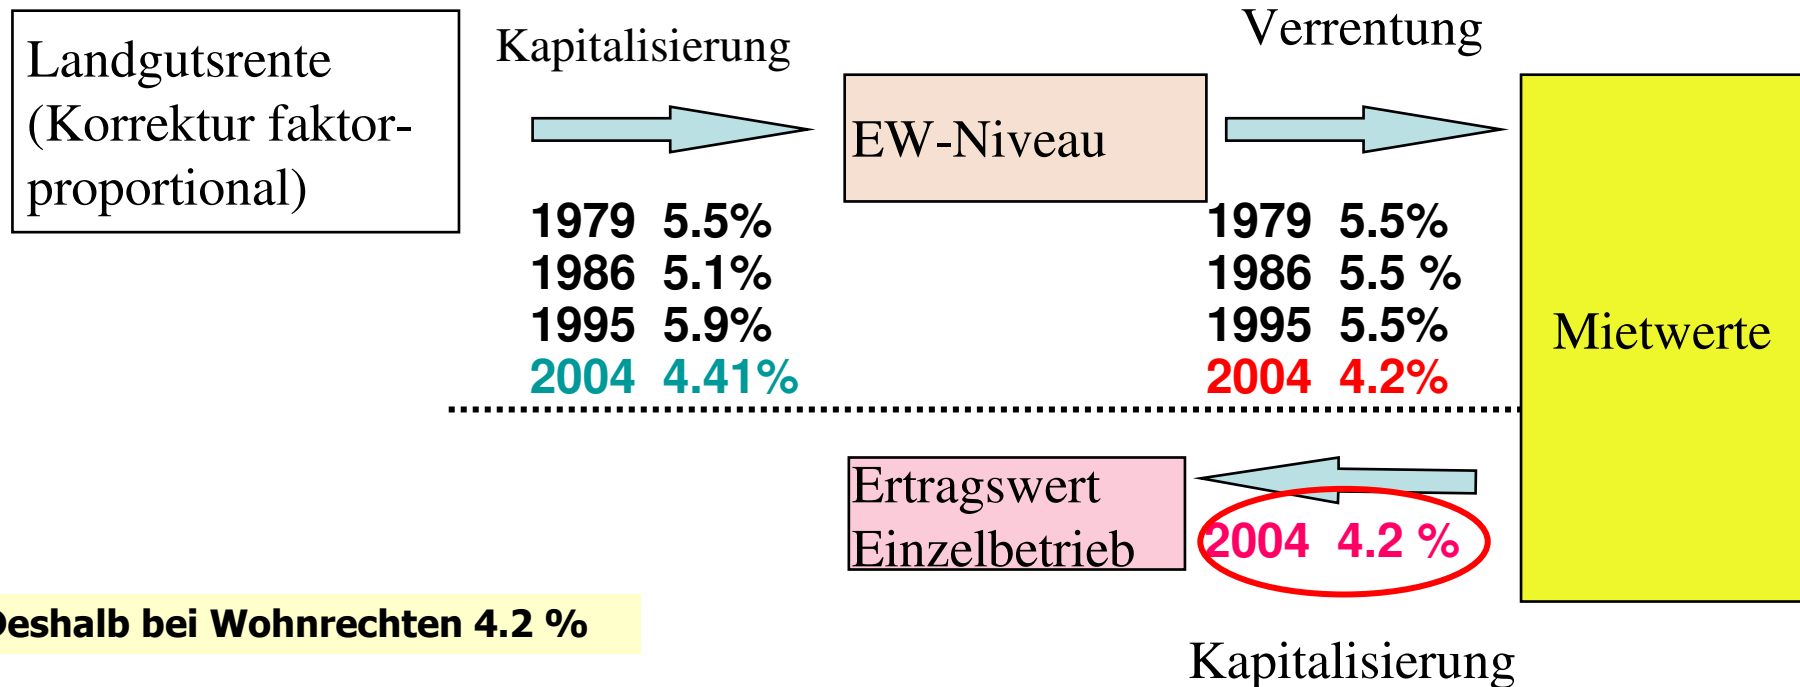 Landgutsrente
(Korrektur faktor-
proportional)
Kapitalisierung
1979 5.5%
1986 5.1%
1995 5.9%
2004 4.41%
EW-Niveau
Verrentung
1979 5.5%
1986 5.5 %
1995 5.5%
2004 4.2%
Mietwerte
Ertragswert
Einzelbetrieb
2004 4.2 %
Kapitalisierung
Deshalb bei Wohnrechten 4.2 %